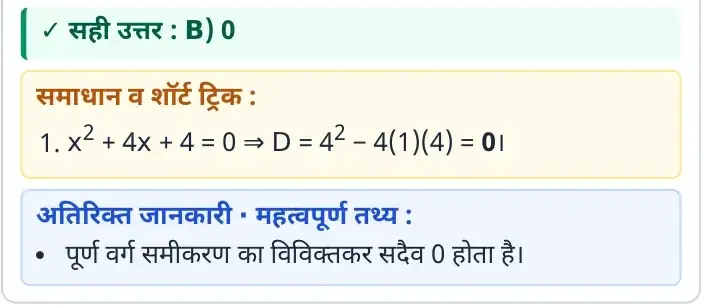 ✓ सही उत्तर : B) 0
समाधान व शॉर्ट ट्रिक :
1. x² + 4x + 4 = 0 ⇒ D = 4² − 4(1)(4) = 0।
अतिरिक्त जानकारी · महत्वपूर्ण तथ्य :
• पूर्ण वर्ग समीकरण का विविक्तकर सदैव 0 होता है।